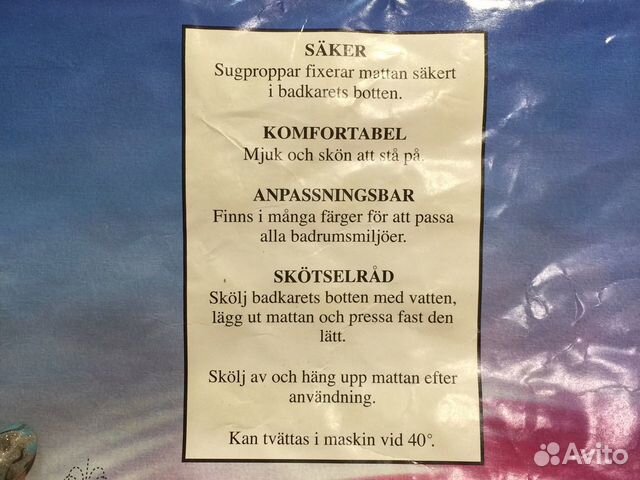 SÄKER
Sugproppar fixerar mattan säkert
i badkarets botten.
KOMFORTABEL
Mjuk och skön att stå på.
ANPASSNINGSBAR
Finns i många färger för att passa
alla badrumsmiljöer.
SKÖTSELRÅD
Skölj badkarets botten med vatten,
lägg ut mattan och pressa fast den
lätt.
Skölj av och häng upp mattan efter
användning.
Kan tvättas i maskin vid 40°.
Avito